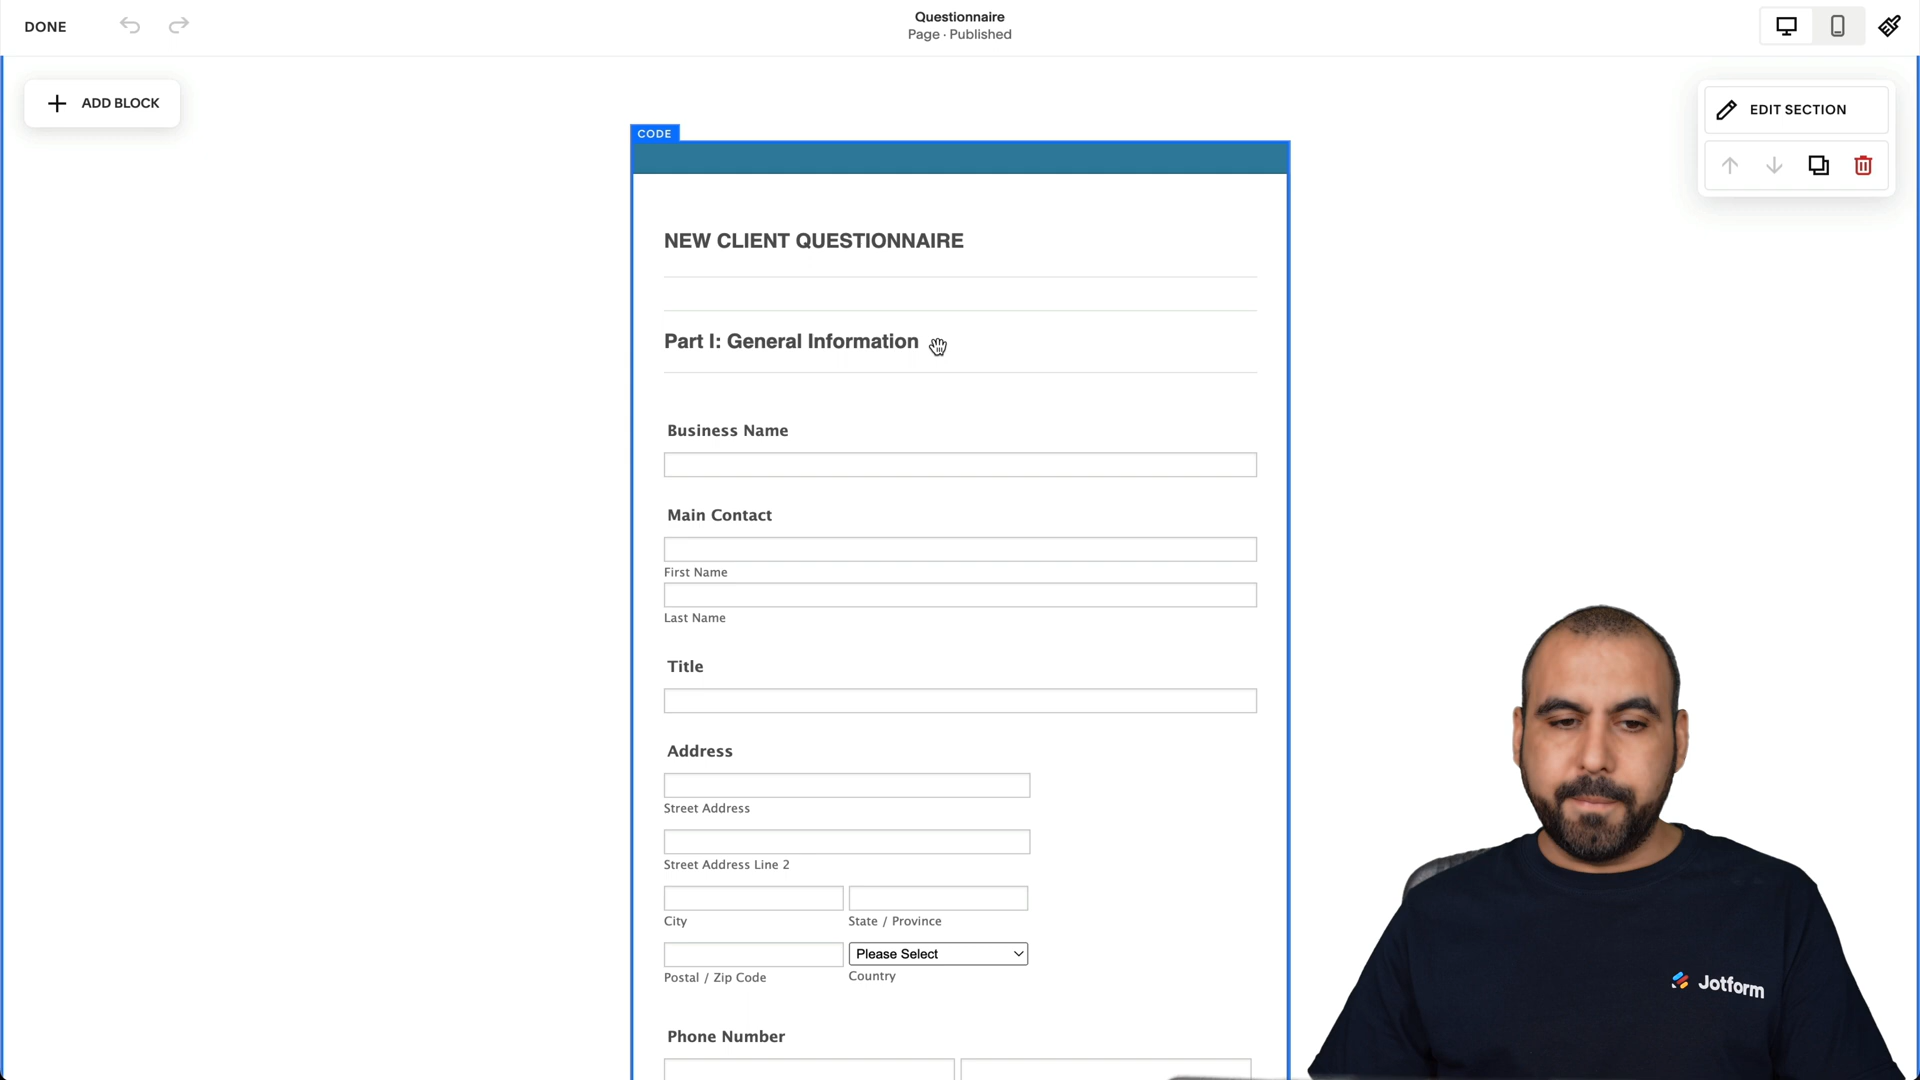 DONE
Questionnaire
Page · Published
ADD BLOCK
EDIT SECTION
CODE
NEW CLIENT QUESTIONNAIRE
Part I: General Information
Business Name
Main Contact
First Name
Last Name
Title
Address
Street Address
Street Address Line 2
City
State / Province
Please Select
Postal / Zip Code
Country
Phone Number
Jotform